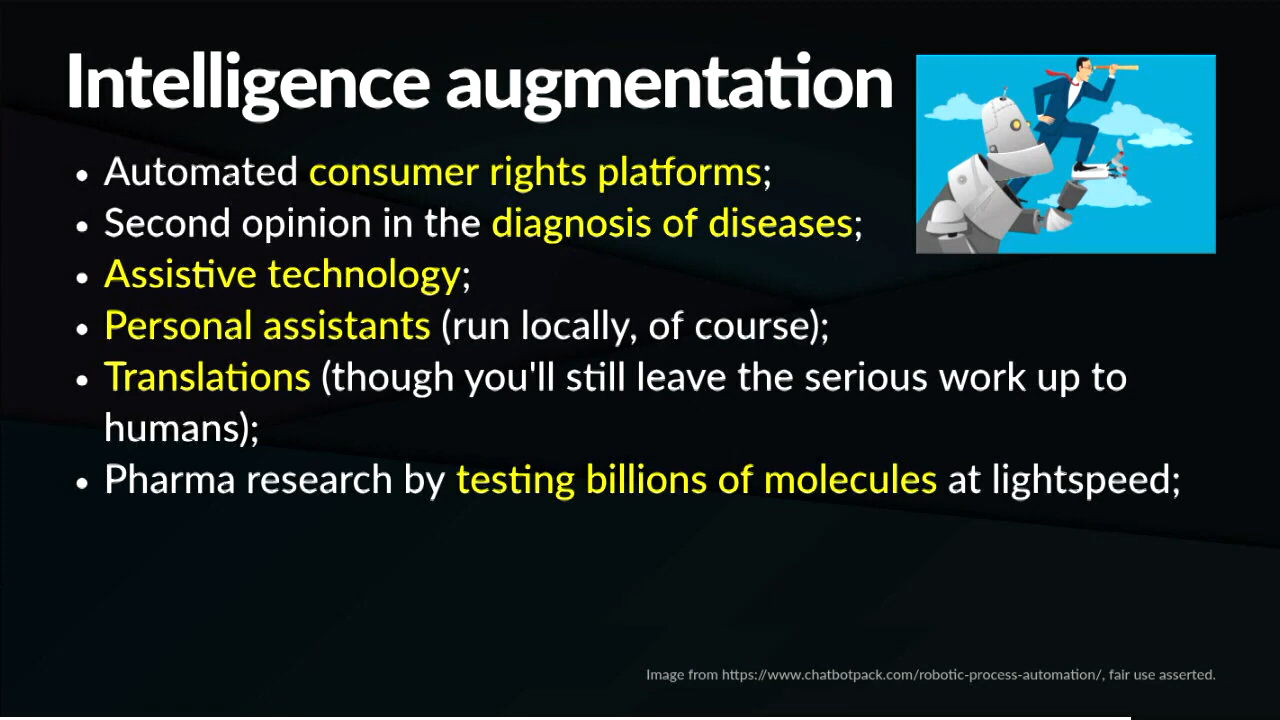 Intelligence augmentation
• Automated consumer rights platforms;
• Second opinion in the diagnosis of diseases;
• Assistive technology;
• Personal assistants (run locally, of course);
• Translations (though you'll still leave the serious work up to
humans);
• Pharma research by testing billions of molecules at lightspeed;
Image from https://www.chatbotpack.com/robotic-process-automation/, fair use asserted.